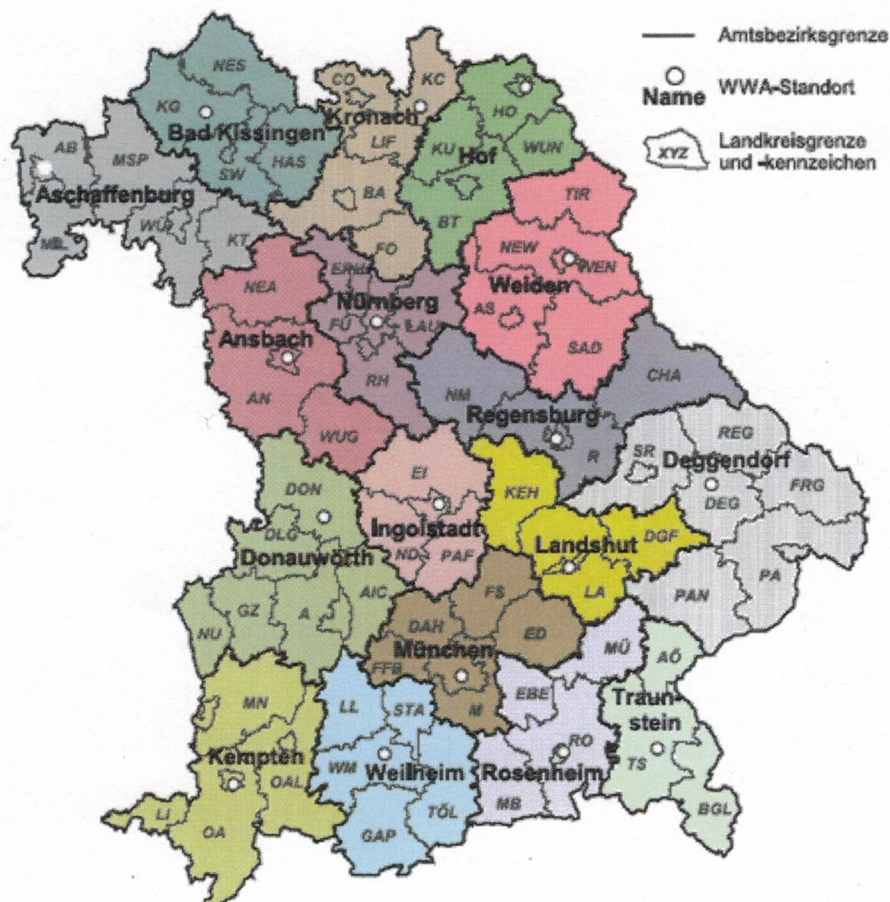 Amtsbezirksgrenze
Name WWA-Standort
XYZ Landkreisgrenze
und -kennzeichen
NES
KG
Bad Kissingen
SW
HAS
CO
KC
Kronach
LIF
BA
FO
HO
KU
Hof
WUN
BT
AB
MSP
Aschaffenburg
WÜ
KT
MIL
TIR
NEW
WEN
Weiden
AS
SAD
NEA
Ansbach
AN
WUG
ERH
Nürnberg
FÜ
LAU
RH
NM
CHA
Regensburg
R
REG
SR
Deggendorf
DEG
FRG
PA
PAN
DON
DLG
Donauwörth
NU
GZ
A
AIC
EI
Ingolstadt
ND
PAF
KEH
Landshut
DGF
LA
FS
DAH
ED
München
FFB
M
MÜ
EBE
RO
Rosenheim
MB
AÖ
Traun-
stein
TS
BGL
MN
Kempten
OAL
LI
OA
LL
STA
WM
Weilheim
TÖL
GAP